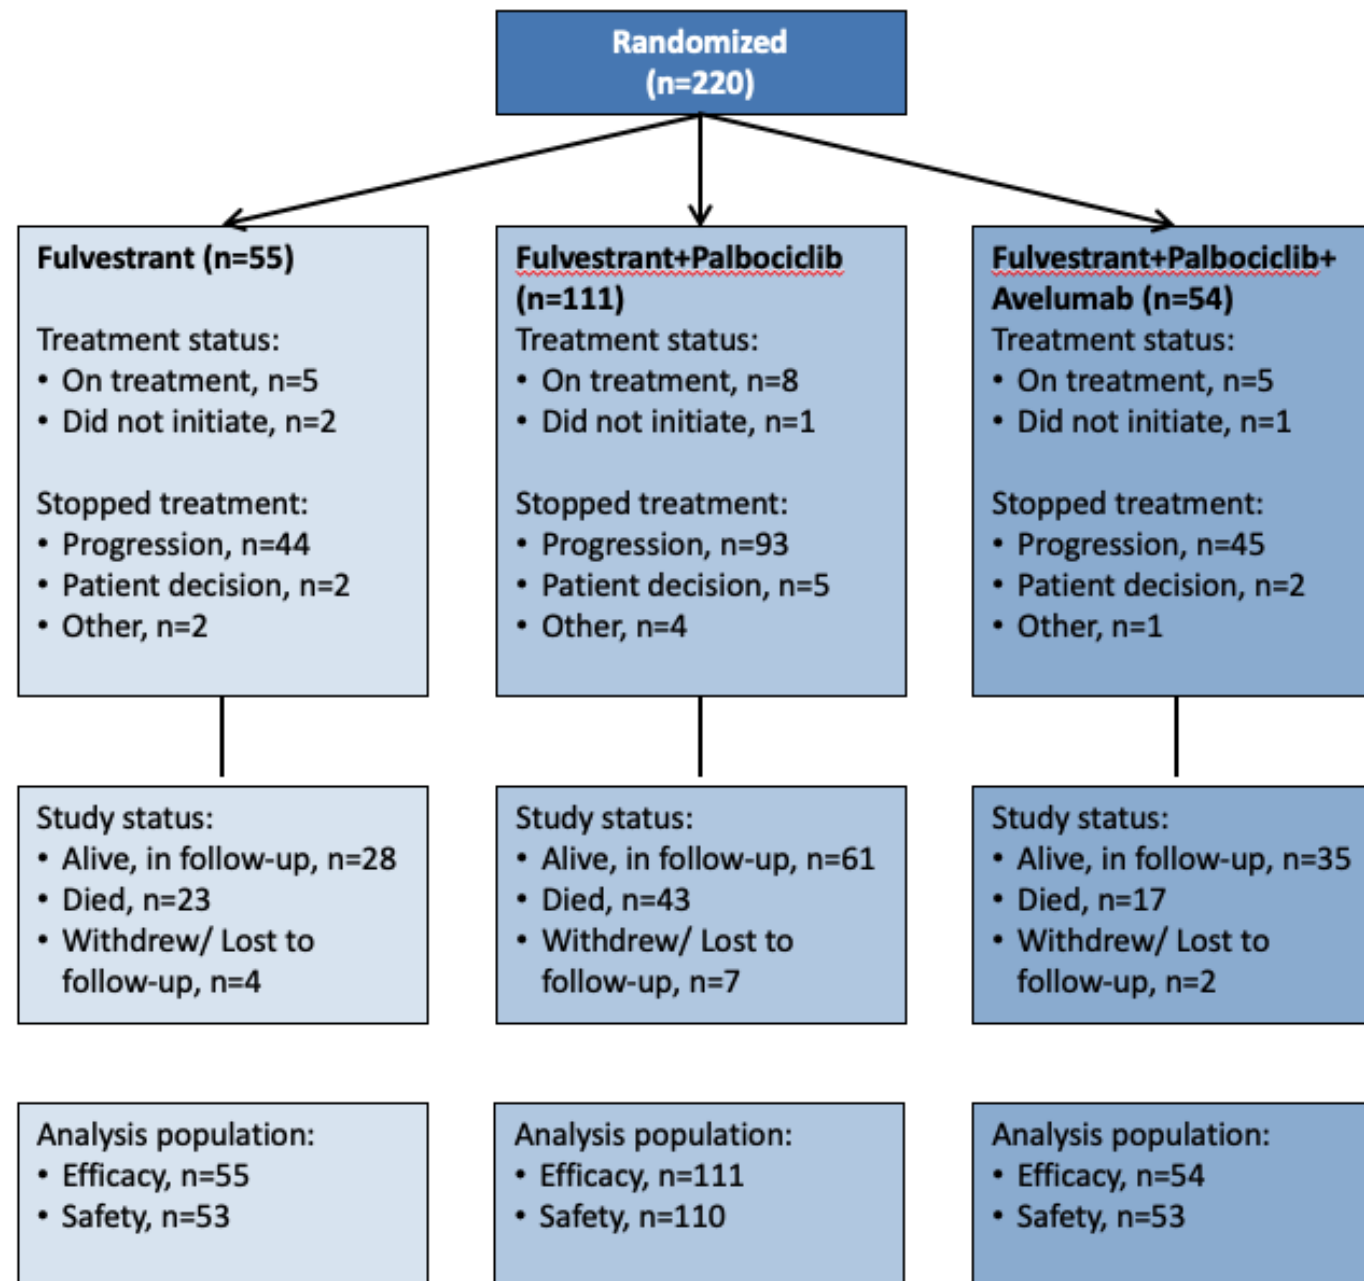 Randomized
(n=220)
Fulvestrant (n=55)
Treatment status:
• On treatment, n=5
• Did not initiate, n=2
Stopped treatment:
• Progression, n=44
• Patient decision, n=2
• Other, n=2
Fulvestrant+Palbociclib
(n=111)
Treatment status:
• On treatment, n=8
• Did not initiate, n=1
Stopped treatment:
• Progression, n=93
• Patient decision, n=5
• Other, n=4
Fulvestrant+Palbociclib+
Avelumab (n=54)
Treatment status:
• On treatment, n=5
• Did not initiate, n=1
Stopped treatment:
• Progression, n=45
• Patient decision, n=2
• Other, n=1
Study status:
• Alive, in follow-up, n=28
• Died, n=23
• Withdrew/ Lost to
follow-up, n=4
Study status:
• Alive, in follow-up, n=61
• Died, n=43
• Withdrew/ Lost to
follow-up, n=7
Study status:
• Alive, in follow-up, n=35
• Died, n=17
• Withdrew/ Lost to
follow-up, n=2
Analysis population:
• Efficacy, n=55
• Safety, n=53
Analysis population:
• Efficacy, n=111
• Safety, n=110
Analysis population:
• Efficacy, n=54
• Safety, n=53